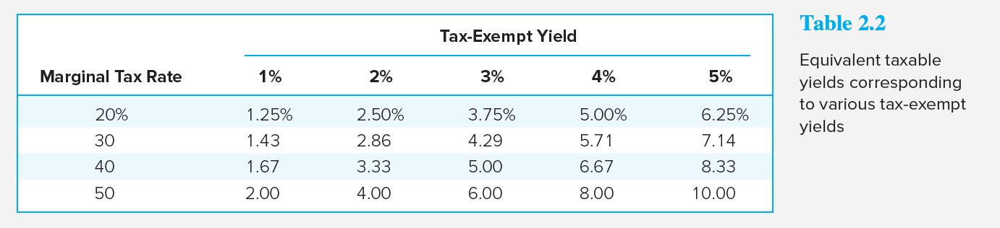 Tax-Exempt Yield
Marginal Tax Rate 1% 2% 3% 4% 5%
20% 1.25% 2.50% 3.75% 5.00% 6.25%
30 1.43 2.86 4.29 5.71 7.14
40 1.67 3.33 5.00 6.67 8.33
50 2.00 4.00 6.00 8.00 10.00
Table 2.2
Equivalent taxable
yields corresponding
to various tax-exempt
yields